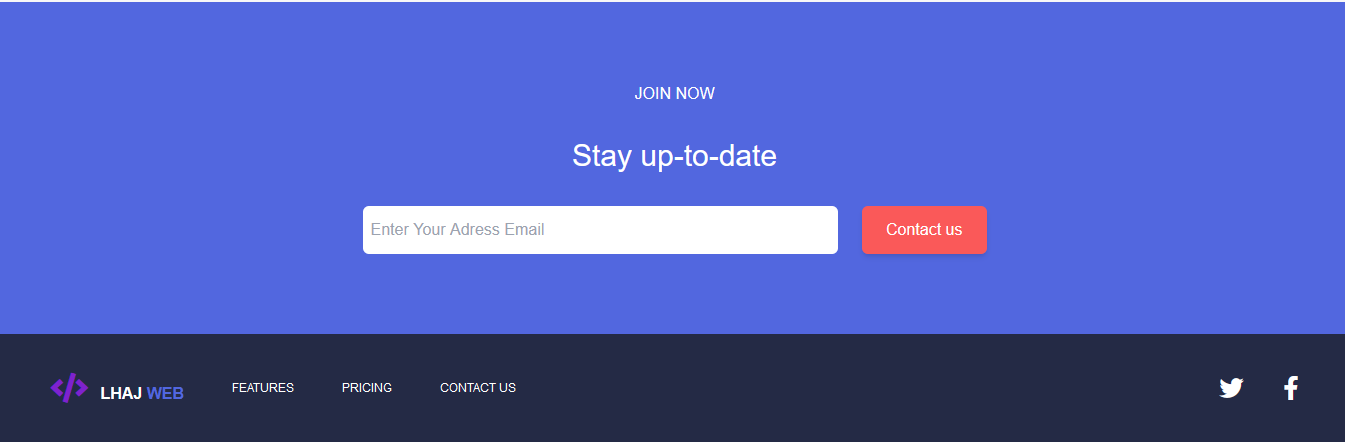 JOIN NOW
Stay up-to-date
Enter Your Adress Email
Contact us
LHAJ WEB
FEATURES
PRICING
CONTACT US